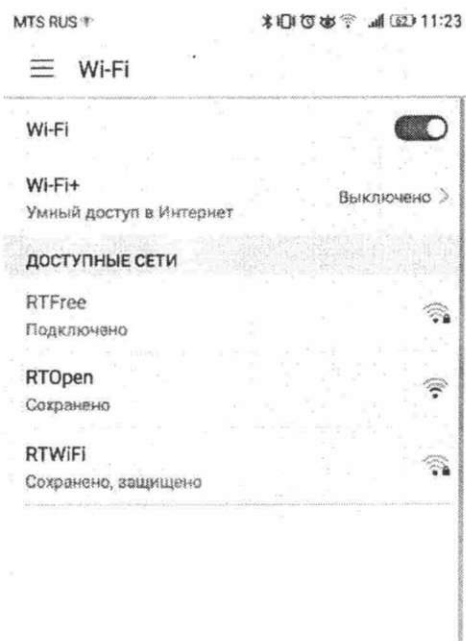 MTS RUS 62 11:23
Wi-Fi
Wi-Fi
Wi-Fi+
Умный доступ в Интернет
Выключено
ДОСТУПНЫЕ СЕТИ
RTFree
Подключено
RTOpen
Сохранено
RTWiFi
Сохранено, защищено